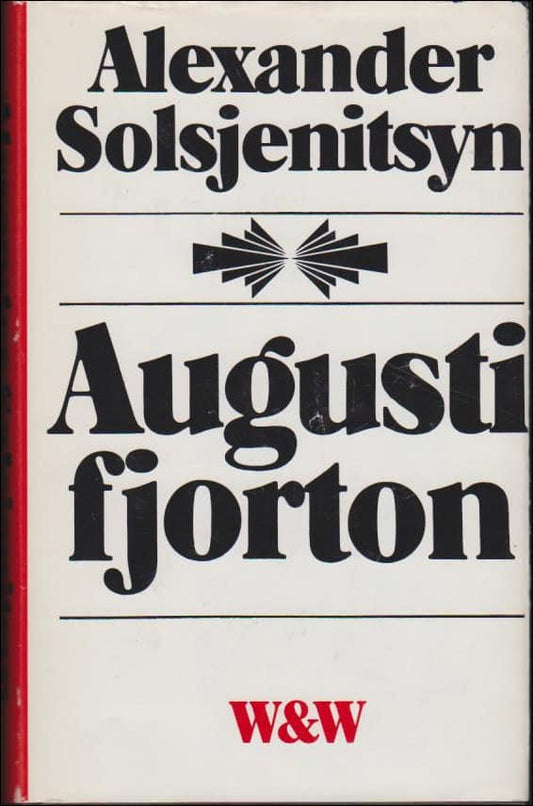 Alexander
Solsjenitsyn
Augusti
fjorton
W&W